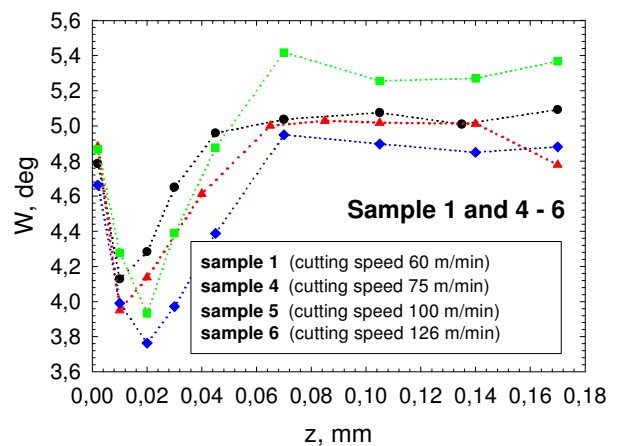 5,6
5,4
5,2
5,0
4,8
4,6
4,4
4,2
4,0
3,8
3,6
W, deg
Sample 1 and 4 - 6
sample 1 (cutting speed 60 m/min)
sample 4 (cutting speed 75 m/min)
sample 5 (cutting speed 100 m/min)
sample 6 (cutting speed 126 m/min)
0,00 0,02 0,04 0,06 0,08 0,10 0,12 0,14 0,16 0,18
z, mm